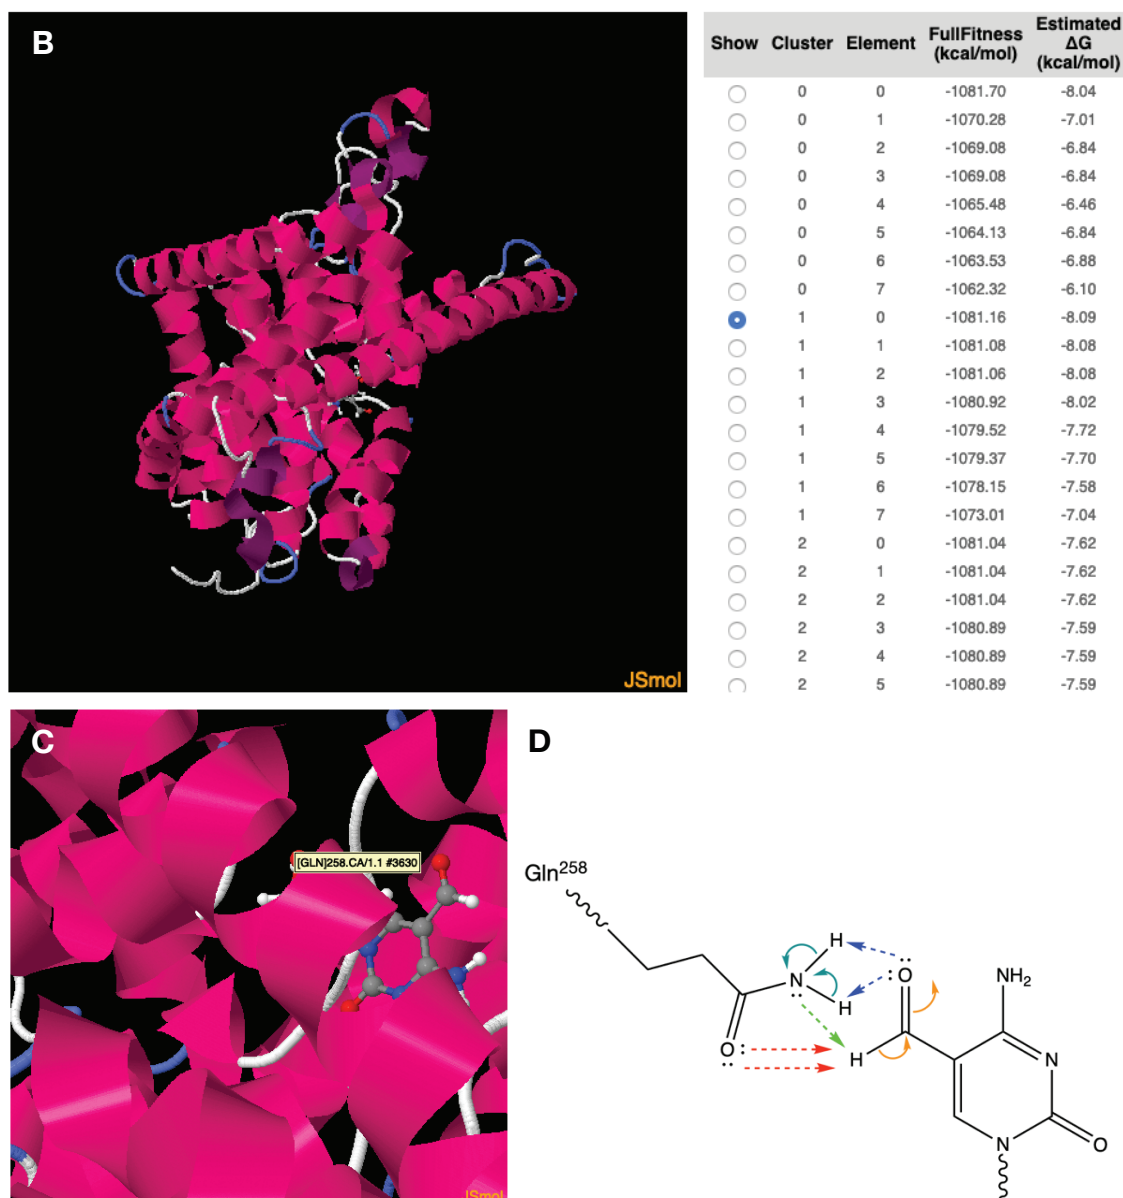 B
JSmol
Show Cluster Element FullFitness (kcal/mol) Estimated ΔG (kcal/mol)
0 0 -1081.70 -8.04
0 1 -1070.28 -7.01
0 2 -1069.08 -6.84
0 3 -1069.08 -6.84
0 4 -1065.48 -6.46
0 5 -1064.13 -6.84
0 6 -1063.53 -6.88
0 7 -1062.32 -6.10
1 0 -1081.16 -8.09
1 1 -1081.08 -8.08
1 2 -1081.06 -8.08
1 3 -1080.92 -8.02
1 4 -1079.52 -7.72
1 5 -1079.37 -7.70
1 6 -1078.15 -7.58
1 7 -1073.01 -7.04
2 0 -1081.04 -7.62
2 1 -1081.04 -7.62
2 2 -1081.04 -7.62
2 3 -1080.89 -7.59
2 4 -1080.89 -7.59
2 5 -1080.89 -7.59
C
[GLN]258.CA/1.1 #3630
JSmol
D
Gln²⁵⁸
H
N
H
O
NH₂
O
H
N
N
O